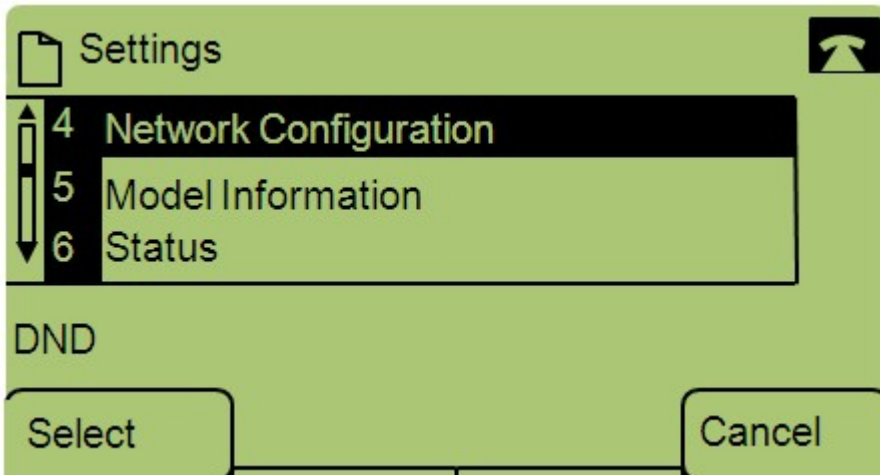 Settings
4 Network Configuration
5 Model Information
6 Status
DND
Select Cancel